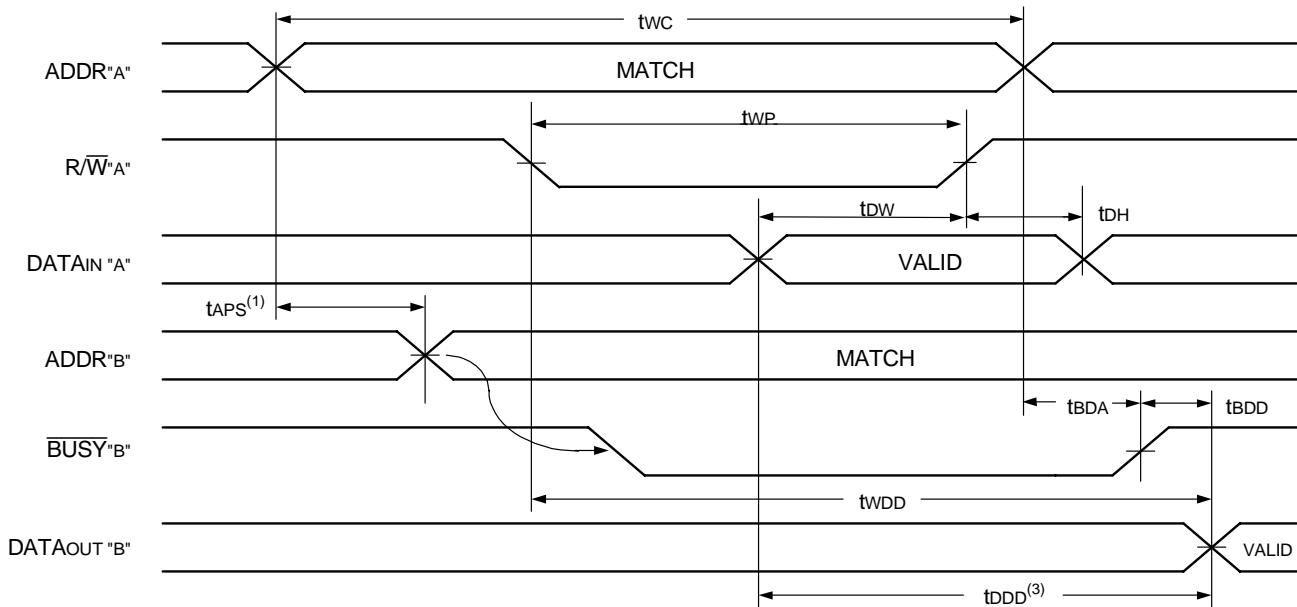 tWC
ADDR"A"
MATCH
tWP
R/W̅"A"
tDW
tDH
DATAIN "A"
VALID
tAPS(1)
ADDR"B"
MATCH
tBDA
tBDD
B̅U̅S̅Y̅"B"
tWDD
DATAOUT "B"
VALID
tDDD(3)